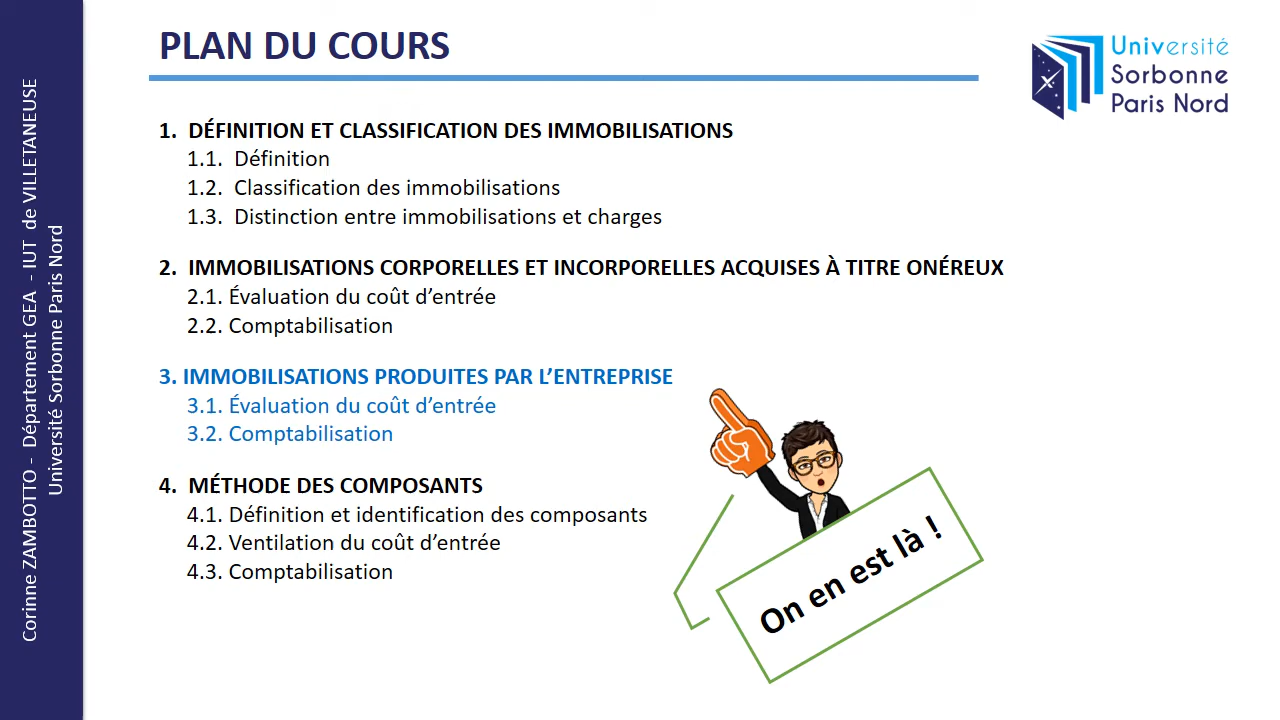 PLAN DU COURS
Université
Sorbonne
Paris Nord
Corinne ZAMBOTTO - Département GEA - IUT de VILLETANEUSE
Université Sorbonne Paris Nord
1. DÉFINITION ET CLASSIFICATION DES IMMOBILISATIONS
1.1. Définition
1.2. Classification des immobilisations
1.3. Distinction entre immobilisations et charges
2. IMMOBILISATIONS CORPORELLES ET INCORPORELLES ACQUISES À TITRE ONÉREUX
2.1. Évaluation du coût d’entrée
2.2. Comptabilisation
3. IMMOBILISATIONS PRODUITES PAR L’ENTREPRISE
3.1. Évaluation du coût d’entrée
3.2. Comptabilisation
4. MÉTHODE DES COMPOSANTS
4.1. Définition et identification des composants
4.2. Ventilation du coût d’entrée
4.3. Comptabilisation
On en est là !